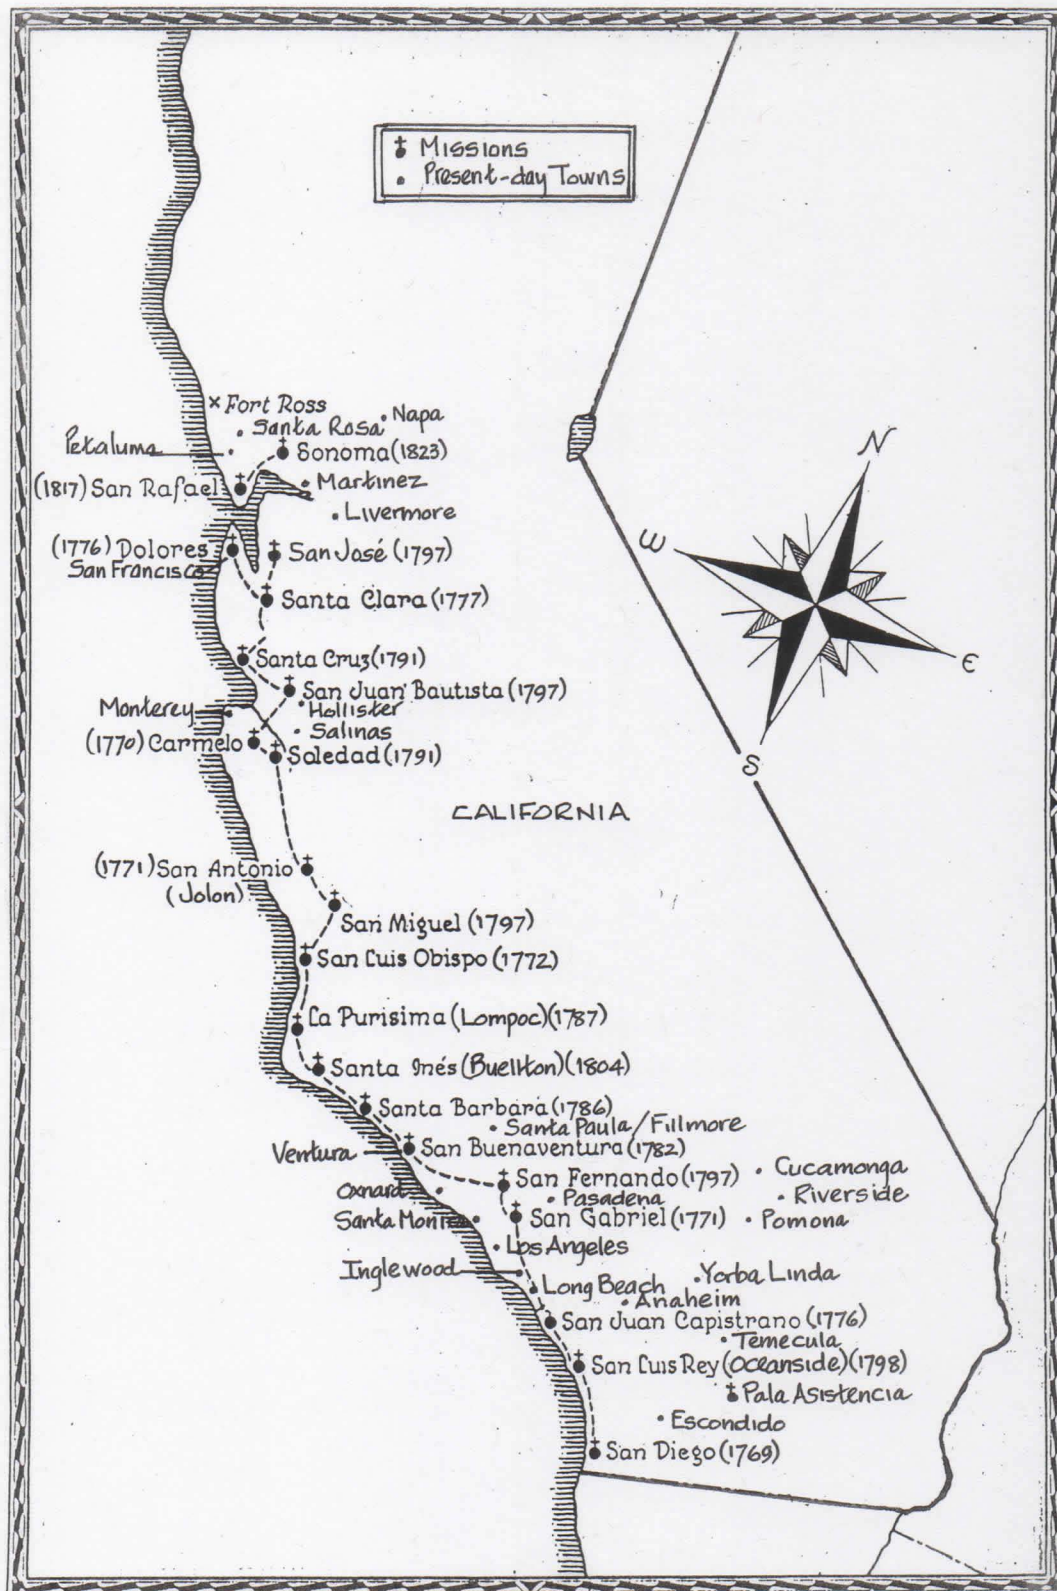 Missions
Present-day Towns
Fort Ross
Napa
Santa Rosa
Petaluma
Sonoma (1823)
(1817) San Rafael
Martinez
Livermore
N
W
E
S
(1776) Dolores
San Francisco
San José (1797)
Santa Clara (1777)
Santa Cruz (1791)
San Juan Bautista (1797)
Hollister
Monterey
Salinas
(1770) Carmelo
Soledad (1791)
CALIFORNIA
(1771) San Antonio
(Jolon)
San Miguel (1797)
San Luis Obispo (1772)
La Purisima (Lompoc) (1787)
Santa Inés (Buellton) (1804)
Santa Barbara (1786)
Santa Paula/Fillmore
Ventura
San Buenaventura (1782)
San Fernando (1797)
Cucamonga
Oxnard
Pasadena
Riverside
Santa Monica
San Gabriel (1771)
Pomona
Los Angeles
Inglewood
Long Beach
Yorba Linda
Anaheim
San Juan Capistrano (1776)
Temecula
San Luis Rey (Oceanside) (1798)
Pala Asistencia
Escondido
San Diego (1769)